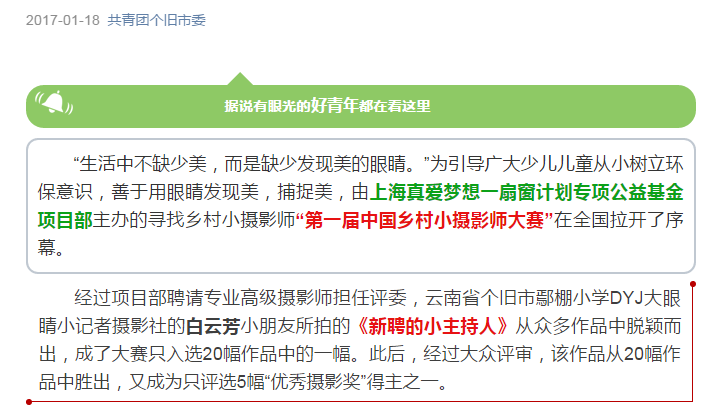 2017-01-18 共青团个旧市委
据说有眼光的好青年都在看这里
“生活中不缺少美，而是缺少发现美的眼睛。”为引导广大少儿儿童从小树立环
保意识，善于用眼睛发现美，捕捉美，由上海真爱梦想一扇窗计划专项公益基金
项目部主办的寻找乡村小摄影师“第一届中国乡村小摄影师大赛”在全国拉开了序
幕。
经过项目部聘请专业高级摄影师担任评委，云南省个旧市鄢棚小学DYJ大眼
睛小记者摄影社的白云芳小朋友所拍的《新聘的小主持人》从众多作品中脱颖而
出，成了大赛只入选20幅作品中的一幅。此后，经过大众评审，该作品从20幅作
品中胜出，又成为只评选5幅“优秀摄影奖”得主之一。